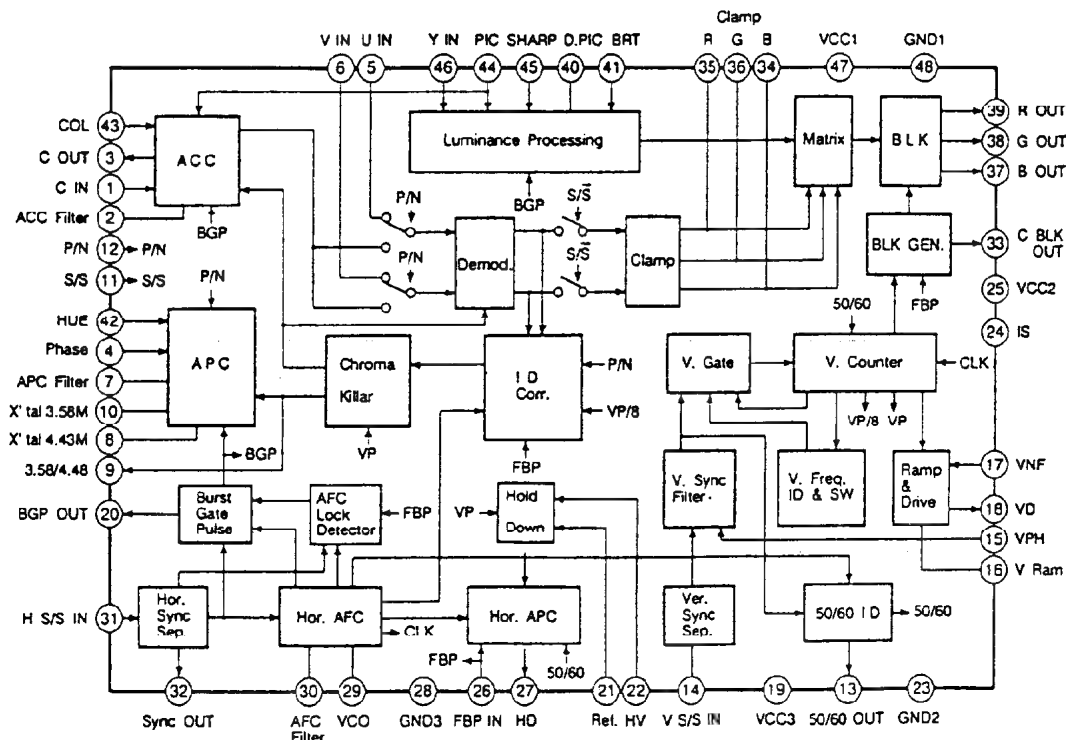 Clamp
V IN U IN Y IN PIC SHARP D.PIC BRT R G B VCC1 GND1
6 5 46 44 45 40 41 35 36 34 47 48
COL 43
C OUT 3
C IN 1
ACC Filter 2
P/N 12 P/N
S/S 11 S/S
HUE 42
Phase 4
APC Filter 7
X' tal 3.58M 10
X' tal 4.43M 8
3.58/4.48 9
BGP OUT 20
H S/S IN 31
ACC
BGP
P/N
APC
BGP
Luminance Processing
BGP
P/N
P/N
Demod.
S/S̄
S/S̄
Clamp
Matrix
BLK
39 R OUT
38 G OUT
37 B OUT
BLK GEN.
FBP
33 C BLK
OUT
25 VCC2
24 IS
Chroma
Killar
VP
ID
Corr.
P/N
VP/8
FBP
50/60
V. Gate
V. Counter
CLK
VP/8 VP
V. Sync
Filter
V. Freq.
ID & SW
Ramp
&
Drive
17 VNF
18 VD
15 VPH
16 V Ram
Burst
Gate
Pulse
AFC
Lock
Detector
FBP
Hold
Down
VP
Hor.
Sync
Sep.
Hor. AFC
CLK
Hor. APC
FBP
50/60
Ver.
Sync
Sep.
50/60 ID
50/60
32 30 29 28 26 27 21 22 14 19 13 23
Sync OUT AFC
Filter VCO GND3 FBP IN HD Ref. HV V S/S IN VCC3 50/60 OUT GND2